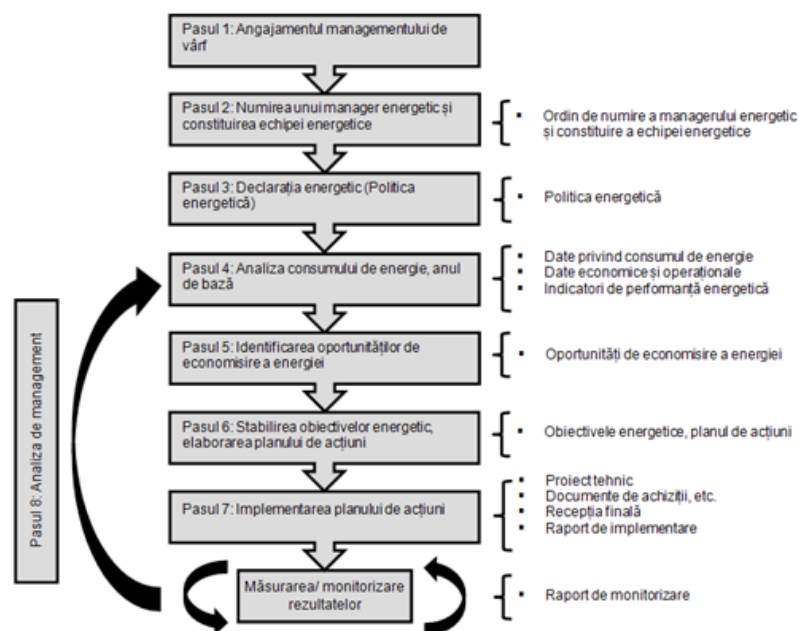 Pasul 1: Angajamentul managementului de
vârf
Pasul 2: Numirea unui manager energetic și
constituirea echipei energetice
▪ Ordin de numire a managerului energetic
și constituire a echipei energetice
Pasul 3: Declarația energetic (Politica
energetică)
▪ Politica energetică
Pasul 4: Analiza consumului de energie, anul
de bază
▪ Date privind consumul de energie
▪ Date economice și operaționale
▪ Indicatori de performanță energetică
Pasul 5: Identificarea oportunităților de
economisire a energiei
▪ Oportunități de economisire a energiei
Pasul 6: Stabilirea obiectivelor energetic,
elaborarea planului de acțiuni
▪ Obiectivele energetice, planul de acțiuni
Pasul 7: Implementarea planului de acțiuni
▪ Proiect tehnic
▪ Documente de achiziții, etc.
▪ Recepția finală
▪ Raport de implementare
Măsurarea/ monitorizare
rezultatelor
▪ Raport de monitorizare
Pasul 8: Analiza de management